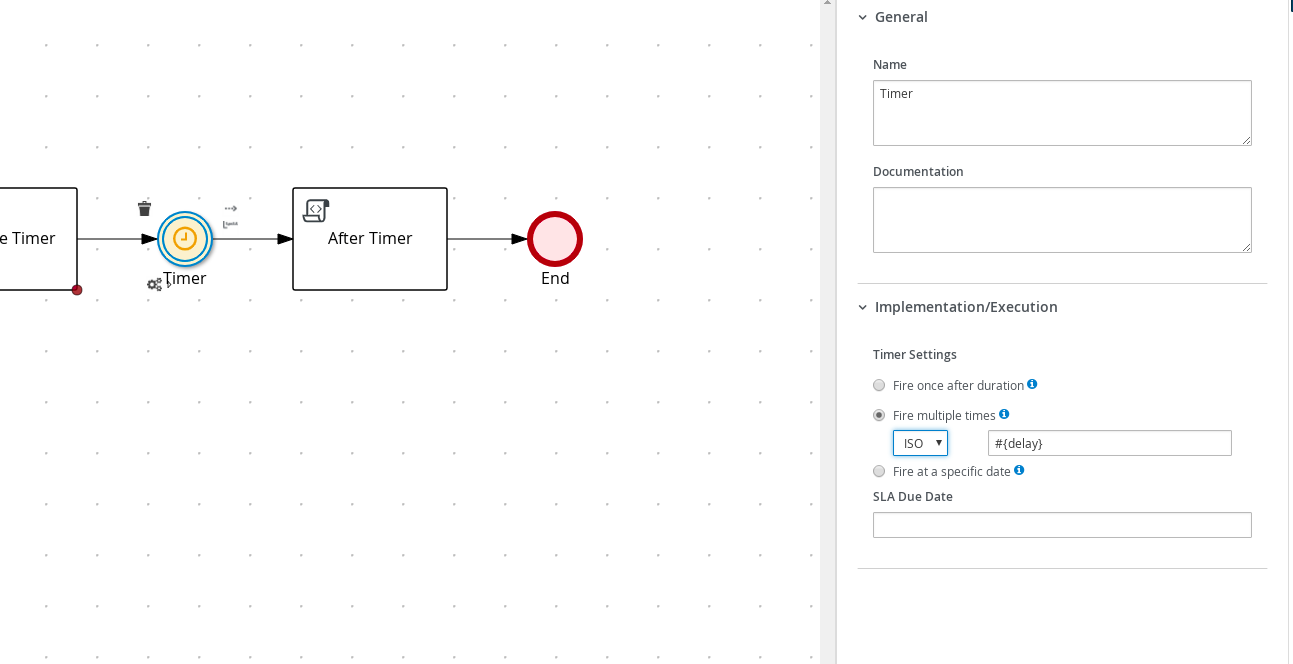 General
Name
Timer
Documentation
e Timer
Timer
After Timer
End
Implementation/Execution
Timer Settings
Fire once after duration
Fire multiple times
ISO
#{delay}
Fire at a specific date
SLA Due Date